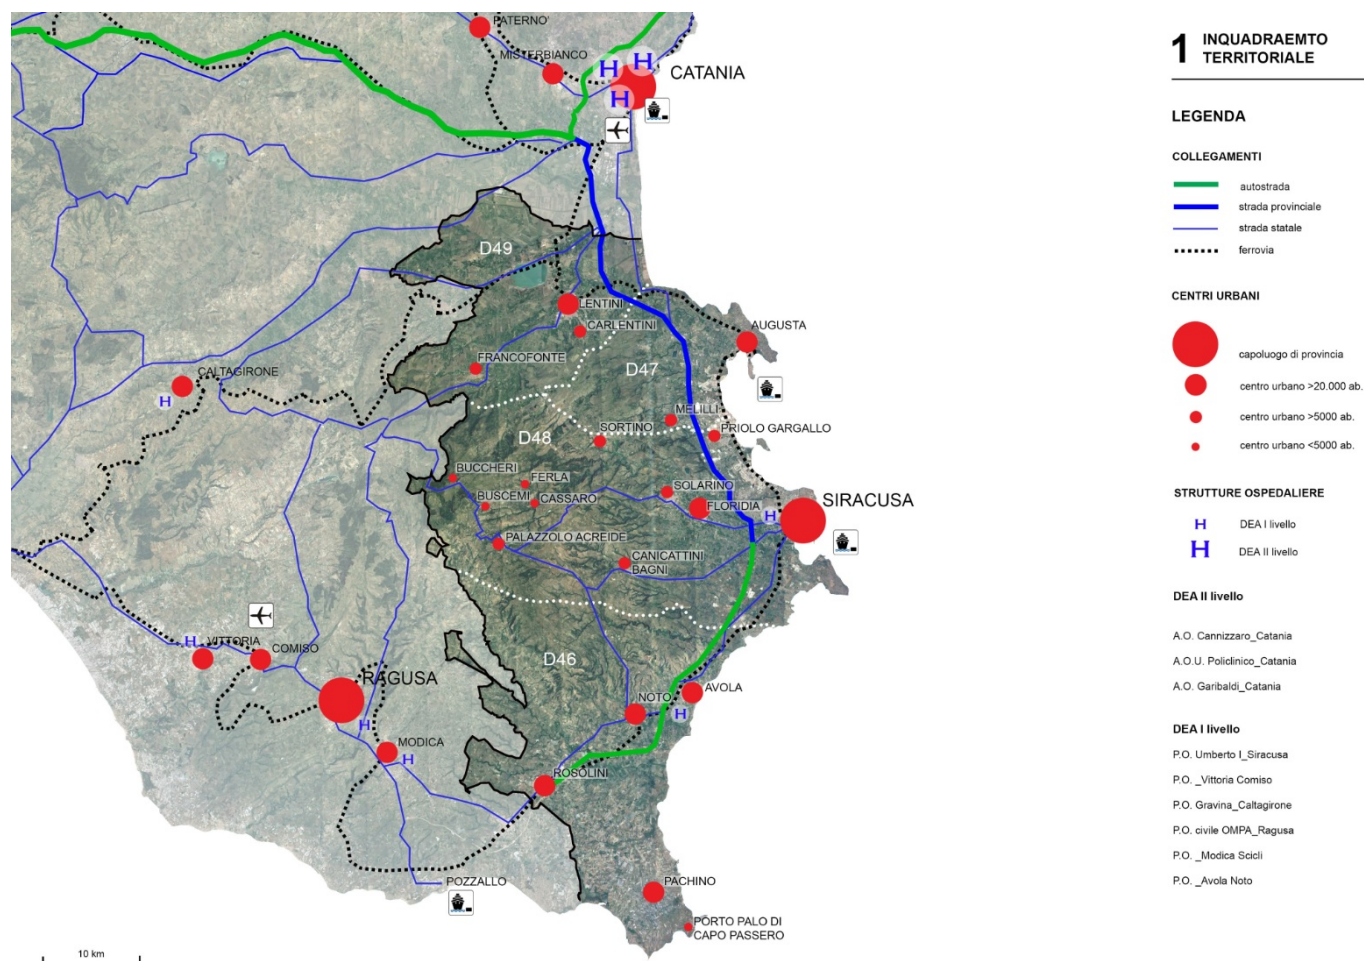 PATERNO'
MISTERBIANCO
H
H
H
CATANIA
D49
LENTINI
CARLENTINI
AUGUSTA
FRANCOFONTE
D47
CALTAGIRONE
H
MELILLI
PRIOLO GARGALLO
SORTINO
D48
BUCCHERI
FERLA
BUSCEMI
CASSARO
SOLARINO
FLORIDIA
H
SIRACUSA
PALAZZOLO ACREIDE
CANICATTINI
BAGNI
H
VITTORIA
COMISO
D46
RAGUSA
H
NOTO
AVOLA
H
MODICA
H
ROSOLINI
POZZALLO
PACHINO
PORTO PALO DI
CAPO PASSERO
10 km
1 INQUADRAEMTO
TERRITORIALE
LEGENDA
COLLEGAMENTI
autostrada
strada provinciale
strada statale
ferrovia
CENTRI URBANI
capoluogo di provincia
centro urbano >20.000 ab.
centro urbano >5000 ab.
centro urbano <5000 ab.
STRUTTURE OSPEDALIERE
H DEA I livello
H DEA II livello
DEA II livello
A.O. Cannizzaro_Catania
A.O.U. Policlinico_Catania
A.O. Garibaldi_Catania
DEA I livello
P.O. Umberto I_Siracusa
P.O. _Vittoria Comiso
P.O. Gravina_Caltagirone
P.O. civile OMPA_Ragusa
P.O. _Modica Scicli
P.O. _Avola Noto